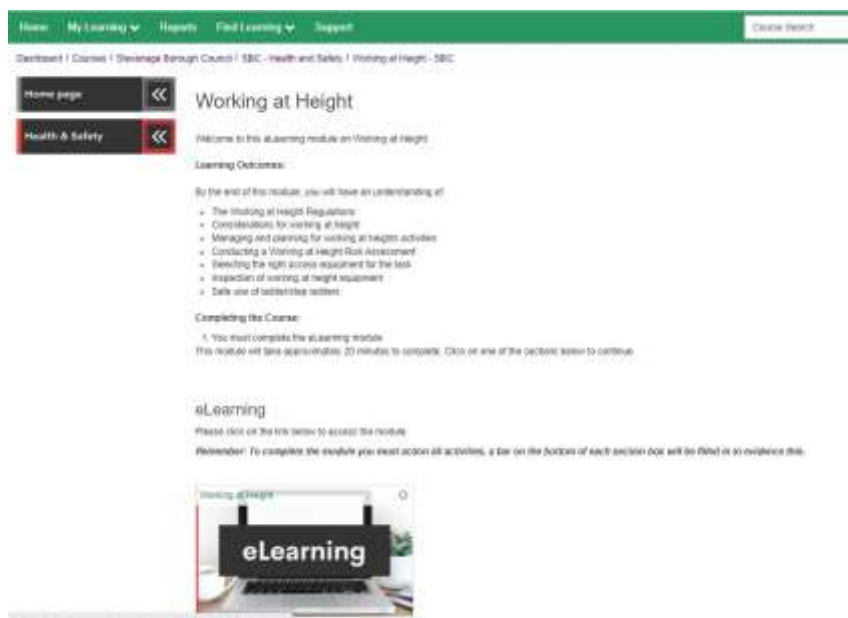 Home My Learning Reports Find Learning Support Course Search
Dashboard / Courses / Stevenage Borough Council / SBC - Health and Safety / Working at Height - SBC
Home page
Health & Safety
Working at Height
Welcome to this eLearning module on Working at Height
Learning Outcomes:
By the end of this module, you will have an understanding of
The Working at Height Regulations
Considerations for working at height
Managing and planning for working at heights activities
Conducting a Working at Height Risk Assessment
Selecting the right access equipment for the task
Inspection of working at height equipment
Safe use of ladder/step ladders
Completing the Course:
1. You must complete the eLearning module
This module will take approximately 20 minutes to complete. Click on one of the sections below to continue
eLearning
Please click on the link below to access the module
Remember: To complete the module you must action all activities, a bar on the bottom of each section box will be filled in to evidence this.
Working at Height
eLearning